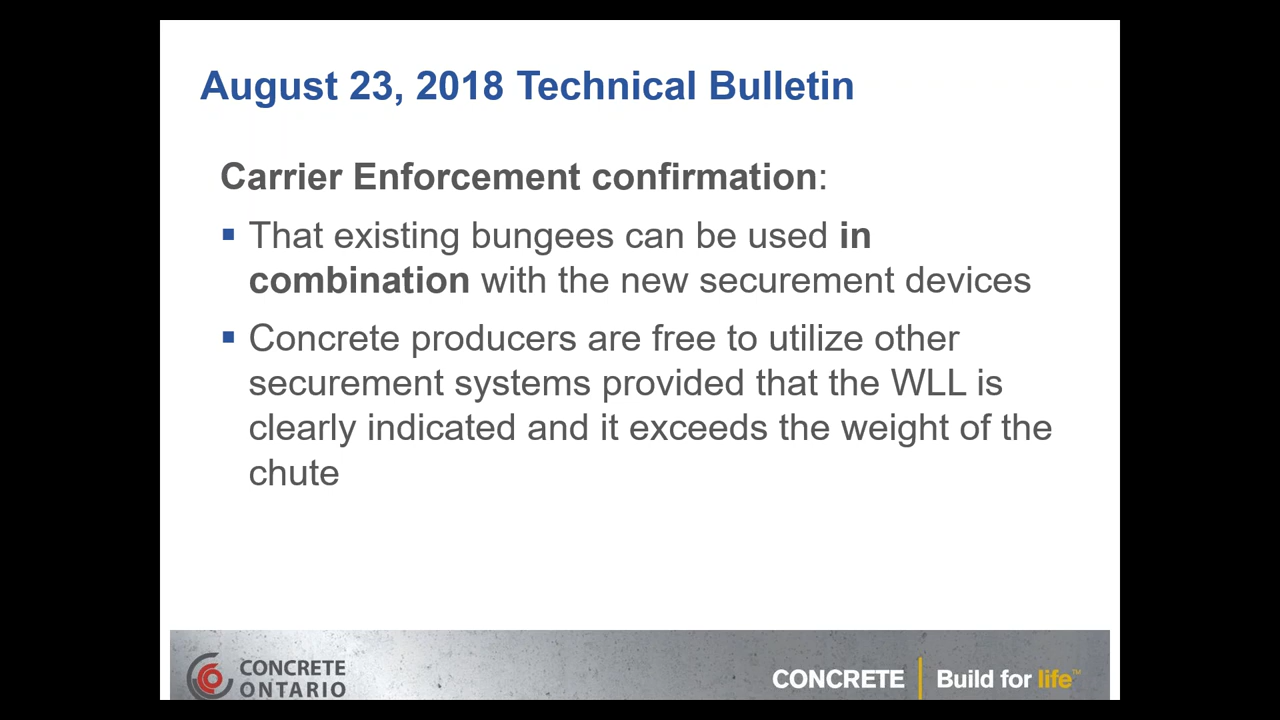 August 23, 2018 Technical Bulletin
Carrier Enforcement confirmation:
▪ That existing bungees can be used in
combination with the new securement devices
▪ Concrete producers are free to utilize other
securement systems provided that the WLL is
clearly indicated and it exceeds the weight of the
chute
CONCRETE
ONTARIO
CONCRETE | Build for life™